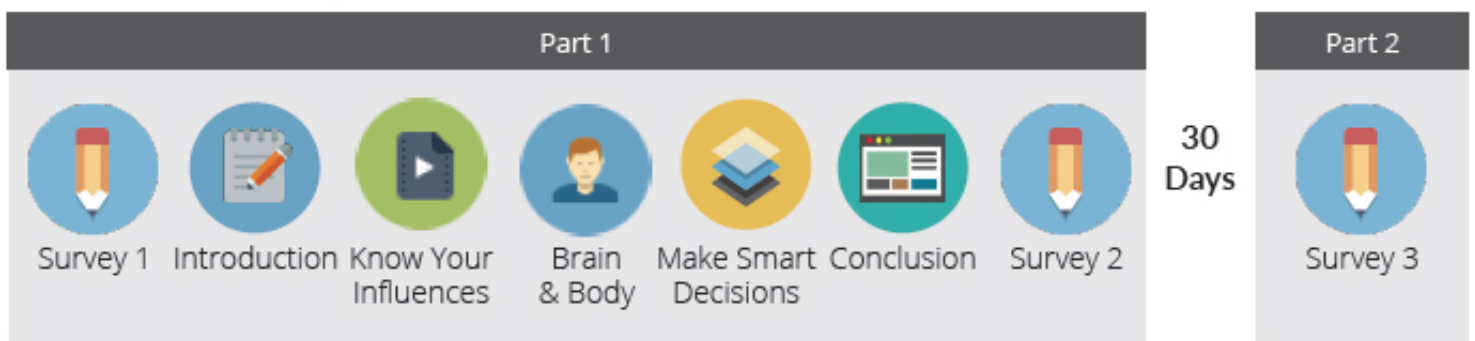 Part 1
Part 2
Survey 1
Introduction
Know Your
Influences
Brain
& Body
Make Smart
Decisions
Conclusion
Survey 2
30
Days
Survey 3